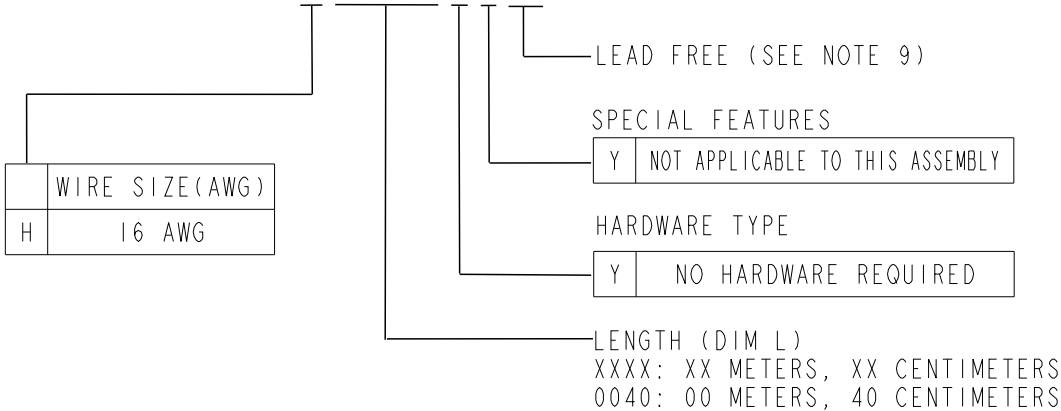 LEAD FREE (SEE NOTE 9)
SPECIAL FEATURES
Y NOT APPLICABLE TO THIS ASSEMBLY
WIRE SIZE(AWG)
H 16 AWG
HARDWARE TYPE
Y NO HARDWARE REQUIRED
LENGTH (DIM L)
XXXX: XX METERS, XX CENTIMETERS
0040: 00 METERS, 40 CENTIMETERS